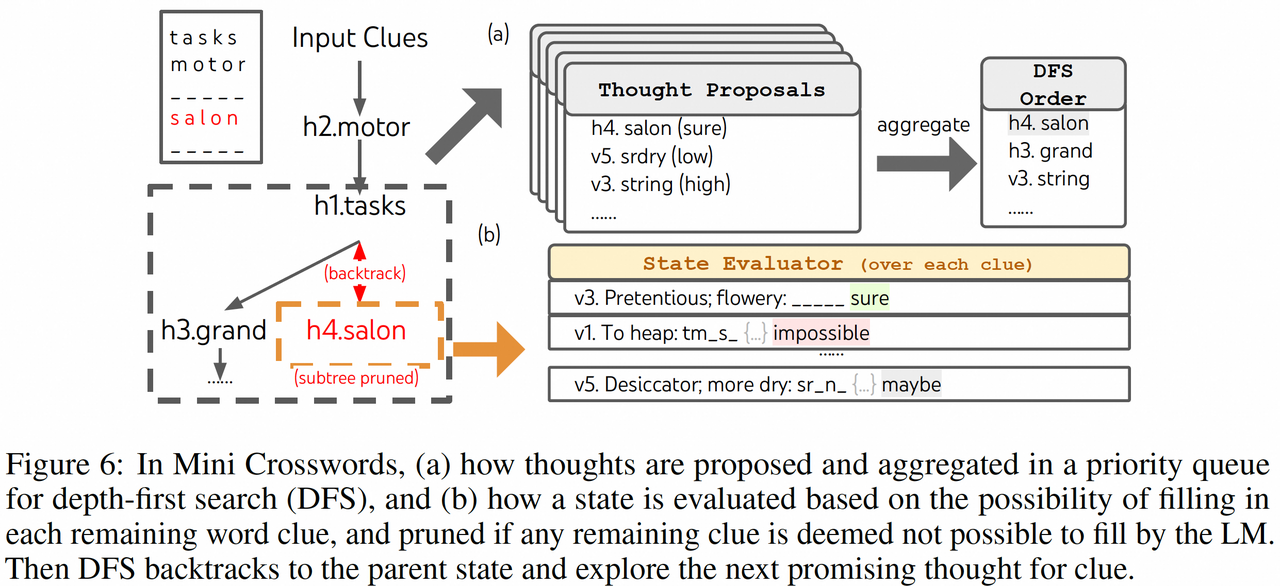 tasks
motor
_____
salon
_____
Input Clues
h2.motor
h1.tasks
(backtrack)
h3.grand
h4.salon
......
(subtree pruned)
(a)
Thought Proposals
h4. salon (sure)
v5. srdry (low)
v3. string (high)
......
aggregate
DFS
Order
h4. salon
h3. grand
v3. string
......
(b)
State Evaluator (over each clue)
v3. Pretentious; flowery: _____ sure
v1. To heap: tm_s_ {...} impossible
......
v5. Desiccator; more dry: sr_n_ {...} maybe
Figure 6: In Mini Crosswords, (a) how thoughts are proposed and aggregated in a priority queue
for depth-first search (DFS), and (b) how a state is evaluated based on the possibility of filling in
each remaining word clue, and pruned if any remaining clue is deemed not possible to fill by the LM.
Then DFS backtracks to the parent state and explore the next promising thought for clue.